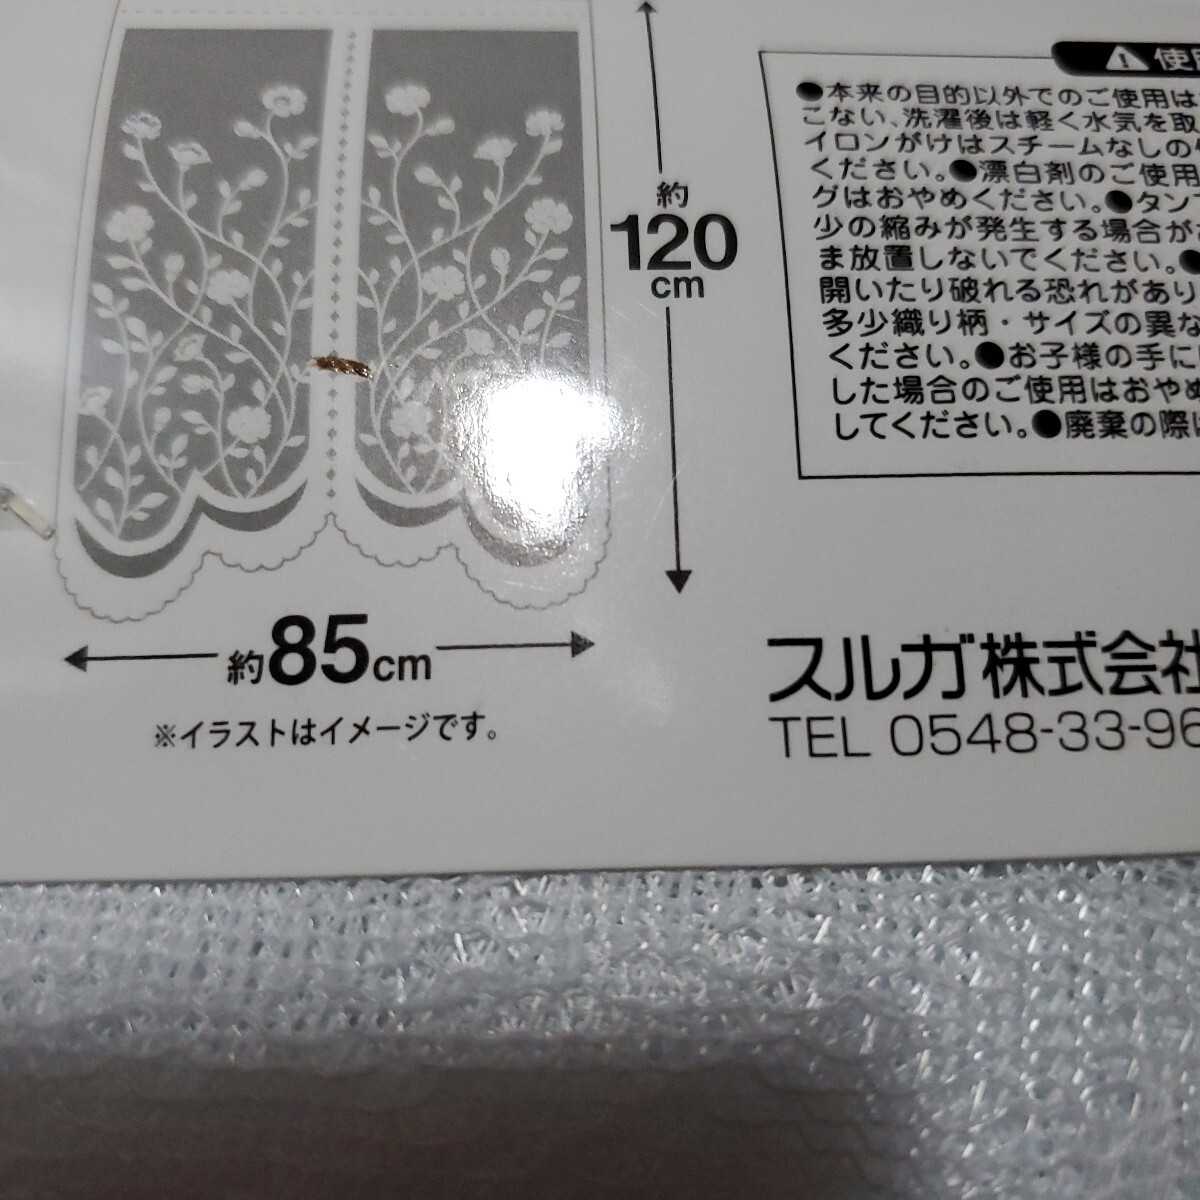 約
120
cm
約85cm
※イラストはイメージです。
使用
●本来の目的以外でのご使用は
こない、洗濯後は軽く水気を取
イロンがけはスチームなしの
ください。●漂白剤のご使用
グはおやめください。●タン
少の縮みが発生する場合が
ま放置しないでください。●
開いたり破れる恐れがあり
多少織り柄・サイズの異な
ください。●お子様の手に
した場合のご使用はおやめ
してください。●廃棄の際に
スルガ株式会社
TEL 0548-33-96